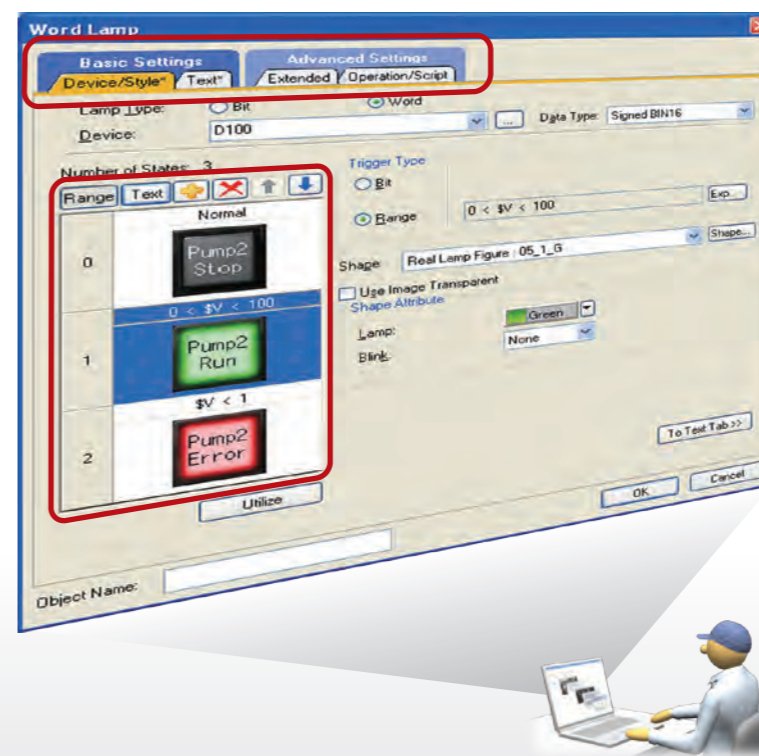 Word Lamp
Basic Settings
Advanced Settings
Device/Style*
Text*
Extended
Operation/Script
Lamp Type:
Bit
Word
Device:
D100
...
Data Type:
Signed BIN16
Number of States: 3
Range
Text
Normal
0
Pump2
Stop
0 < $V < 100
1
Pump2
Run
$V < 1
2
Pump2
Error
Utilize
Trigger Type
Bit
Range
0 < $V < 100
Exp...
Shape:
Real Lamp Figure : 05_1_G
Shape...
Use Image Transparent
Shape Attribute
Lamp:
Green
Blink:
None
To Text Tab >>
OK
Cancel
Object Name: